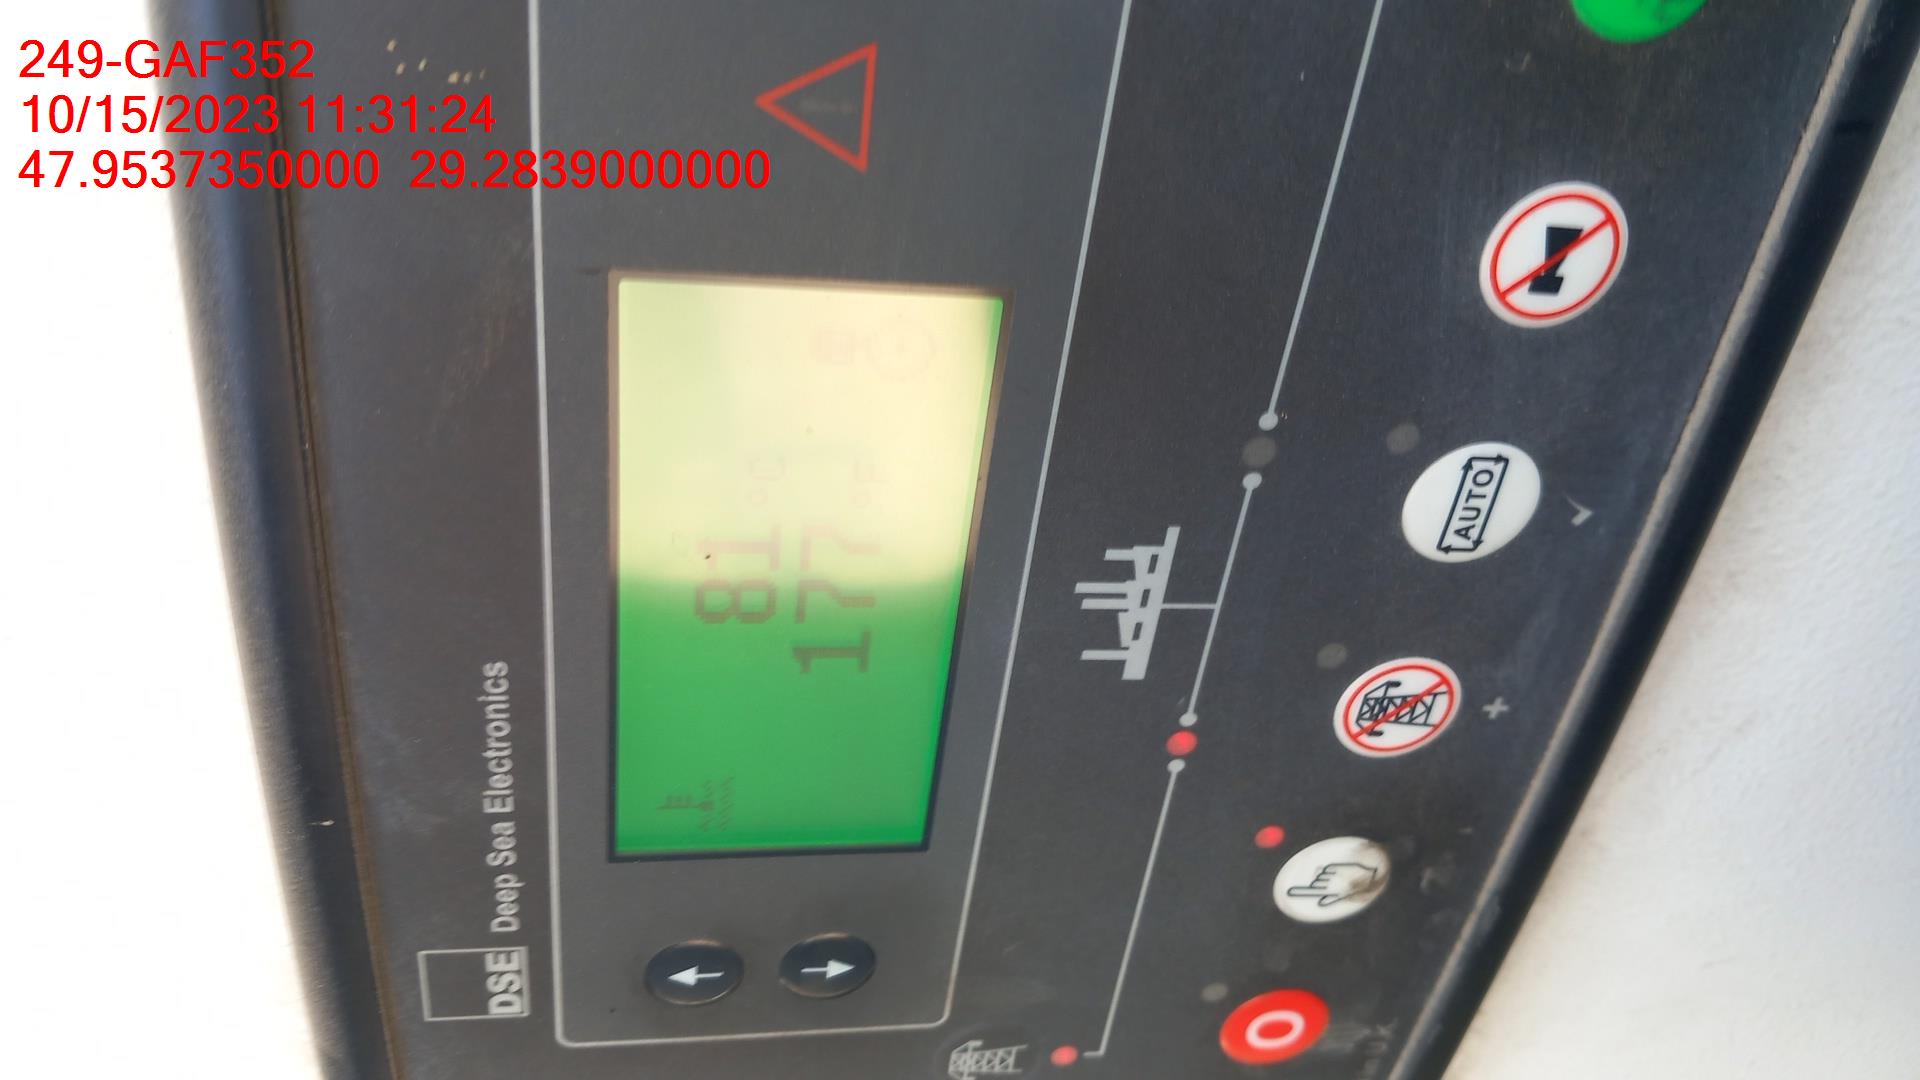 249-GAF352
10/15/2023 11:31:24
47.9537350000 29.2839000000
DSE Deep Sea Electronics
81 °C
177 °F
AUTO